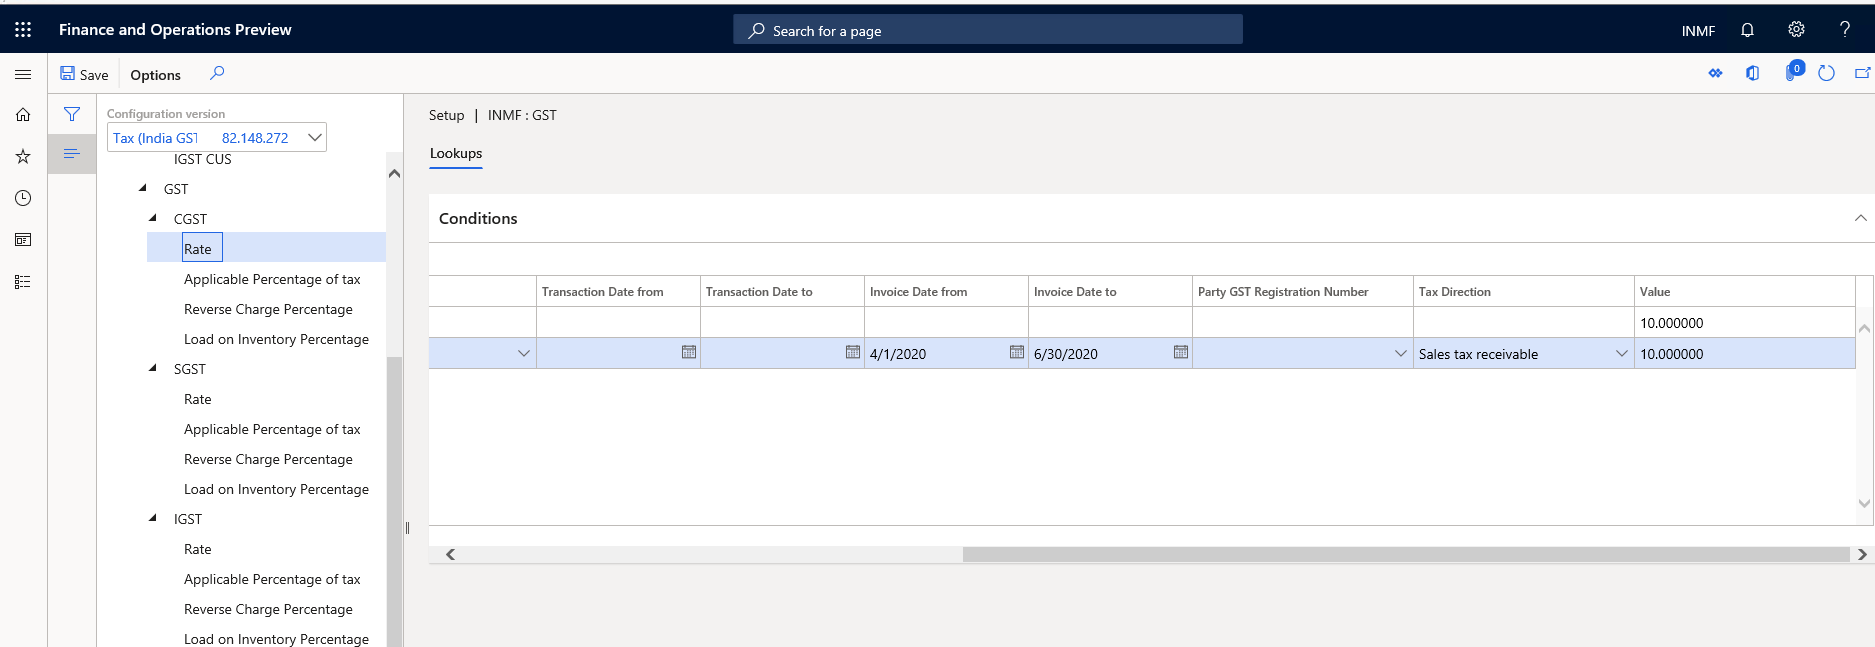 Finance and Operations Preview
Search for a page
INMF
?
Save
Options
0
Configuration version
Tax (India GST 82.148.272
IGST CUS
GST
CGST
Rate
Applicable Percentage of tax
Reverse Charge Percentage
Load on Inventory Percentage
SGST
Rate
Applicable Percentage of tax
Reverse Charge Percentage
Load on Inventory Percentage
IGST
Rate
Applicable Percentage of tax
Reverse Charge Percentage
Load on Inventory Percentage
Setup | INMF : GST
Lookups
Conditions
Transaction Date from Transaction Date to Invoice Date from Invoice Date to Party GST Registration Number Tax Direction Value
10.000000
4/1/2020 6/30/2020 Sales tax receivable 10.000000